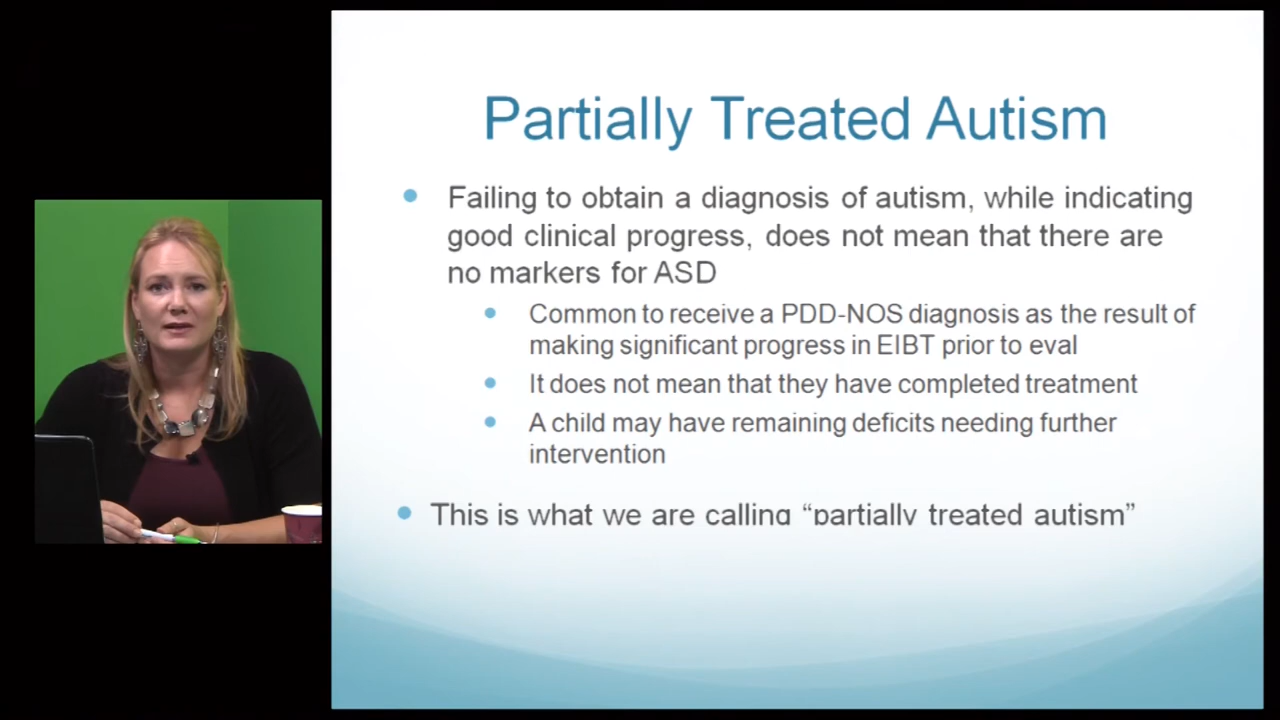 Partially Treated Autism
Failing to obtain a diagnosis of autism, while indicating
good clinical progress, does not mean that there are
no markers for ASD
Common to receive a PDD-NOS diagnosis as the result of
making significant progress in EIBT prior to eval
It does not mean that they have completed treatment
A child may have remaining deficits needing further
intervention
This is what we are calling “partially treated autism”